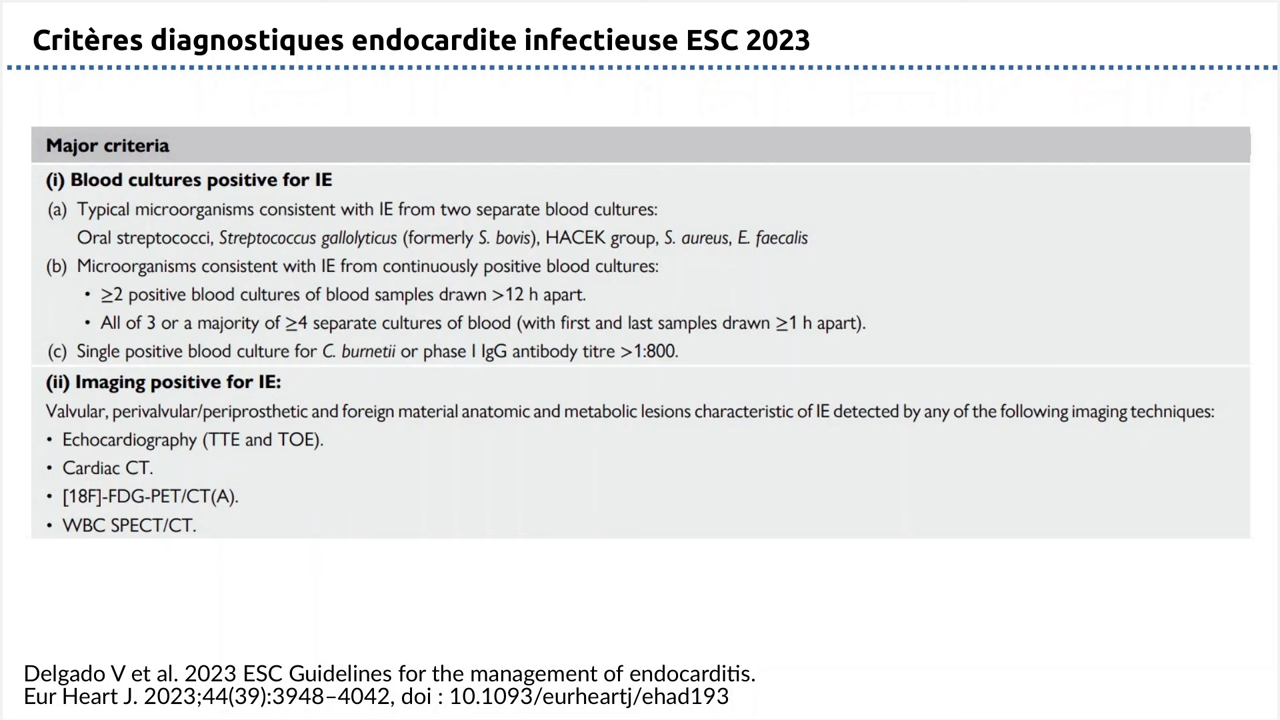 Critères diagnostiques endocardite infectieuse ESC 2023
Major criteria
(i) Blood cultures positive for IE
(a) Typical microorganisms consistent with IE from two separate blood cultures:
Oral streptococci, Streptococcus gallolyticus (formerly S. bovis), HACEK group, S. aureus, E. faecalis
(b) Microorganisms consistent with IE from continuously positive blood cultures:
• ≥2 positive blood cultures of blood samples drawn >12 h apart.
• All of 3 or a majority of ≥4 separate cultures of blood (with first and last samples drawn ≥1 h apart).
(c) Single positive blood culture for C. burnetii or phase I IgG antibody titre >1:800.
(ii) Imaging positive for IE:
Valvular, perivalvular/periprosthetic and foreign material anatomic and metabolic lesions characteristic of IE detected by any of the following imaging techniques:
• Echocardiography (TTE and TOE).
• Cardiac CT.
• [18F]-FDG-PET/CT(A).
• WBC SPECT/CT.
Delgado V et al. 2023 ESC Guidelines for the management of endocarditis.
Eur Heart J. 2023;44(39):3948–4042, doi : 10.1093/eurheartj/ehad193